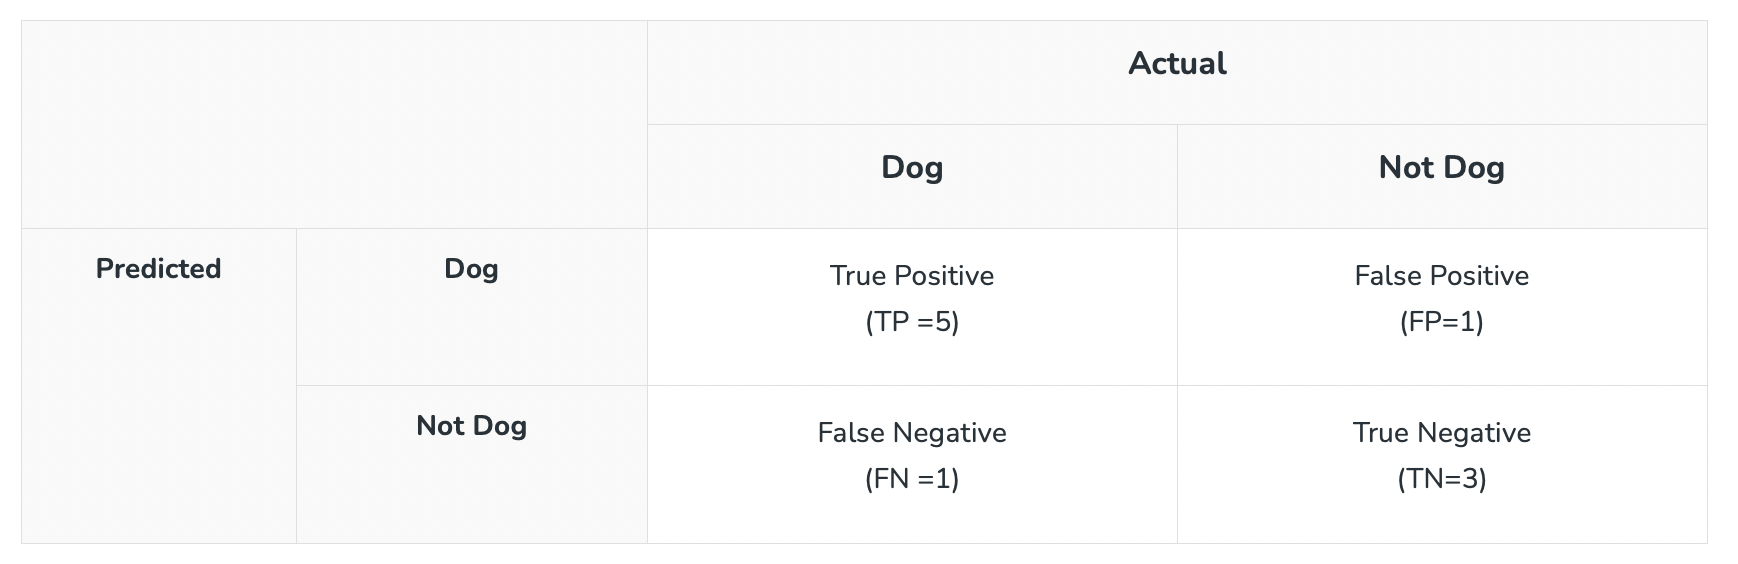 Actual
Dog
Not Dog
Predicted
Dog
True Positive
(TP =5)
False Positive
(FP=1)
Not Dog
False Negative
(FN =1)
True Negative
(TN=3)